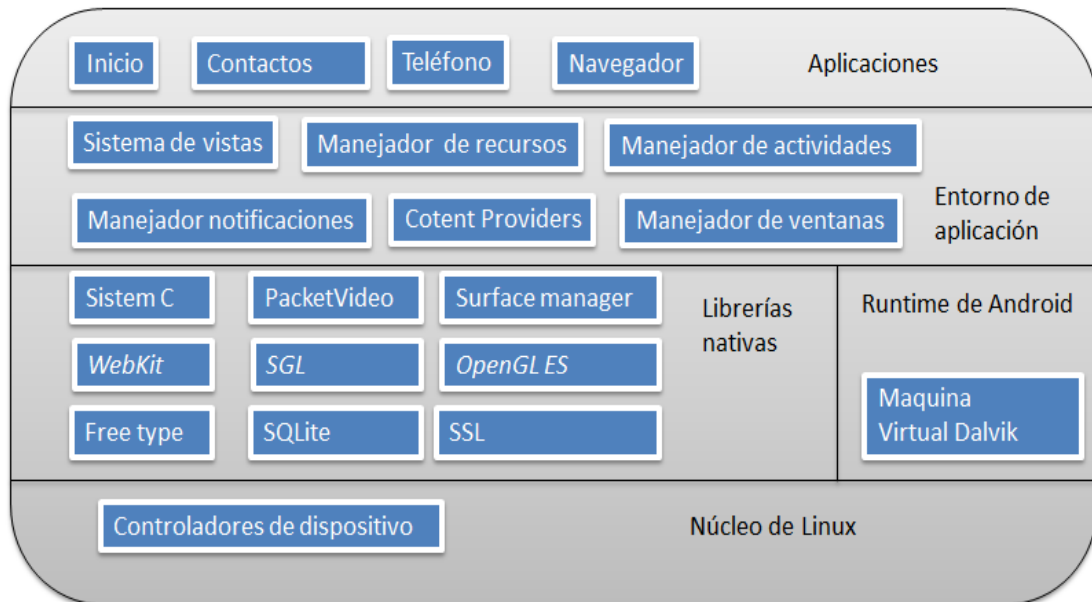 Inicio
Contactos
Teléfono
Navegador
Aplicaciones
Sistema de vistas
Manejador de recursos
Manejador de actividades
Manejador notificaciones
Cotent Providers
Manejador de ventanas
Entorno de
aplicación
Sistem C
PacketVideo
Surface manager
WebKit
SGL
OpenGL ES
Free type
SQLite
SSL
Librerías
nativas
Runtime de Android
Maquina
Virtual Dalvik
Controladores de dispositivo
Núcleo de Linux